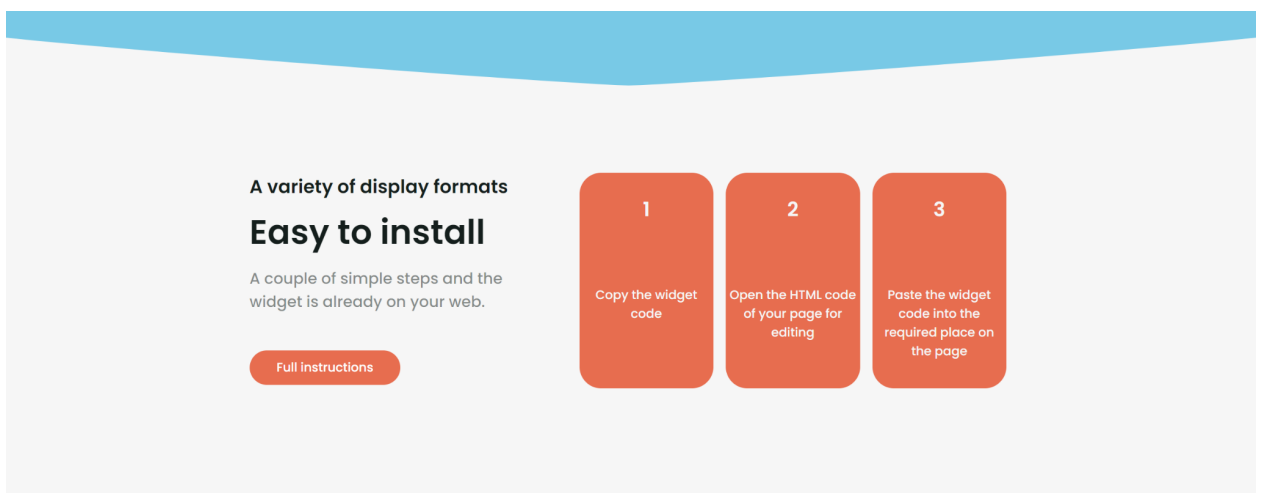 A variety of display formats
Easy to install
A couple of simple steps and the
widget is already on your web.
Full instructions
1
Copy the widget
code
2
Open the HTML code
of your page for
editing
3
Paste the widget
code into the
required place on
the page